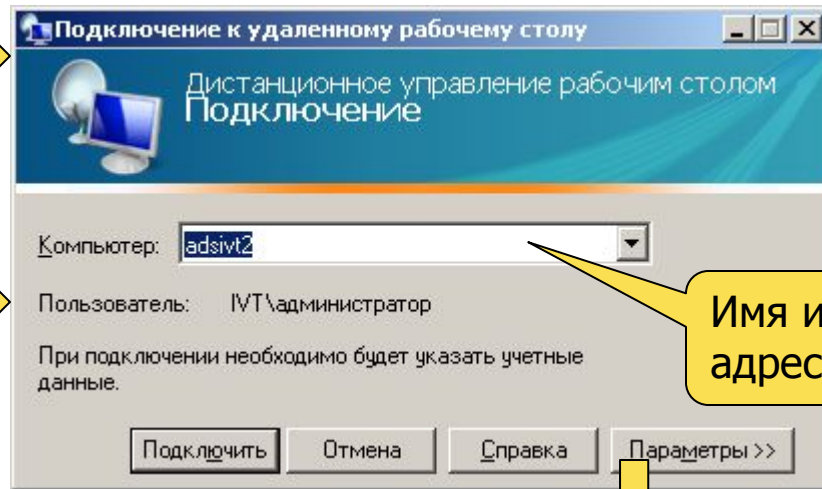 Подключение к удаленному рабочему столу
Дистанционное управление рабочим столом
Подключение
Компьютер: adsivt2
Пользователь: IVT\администратор
Имя и
адрес
При подключении необходимо будет указать учетные
данные.
Подключить Отмена Справка Параметры >>